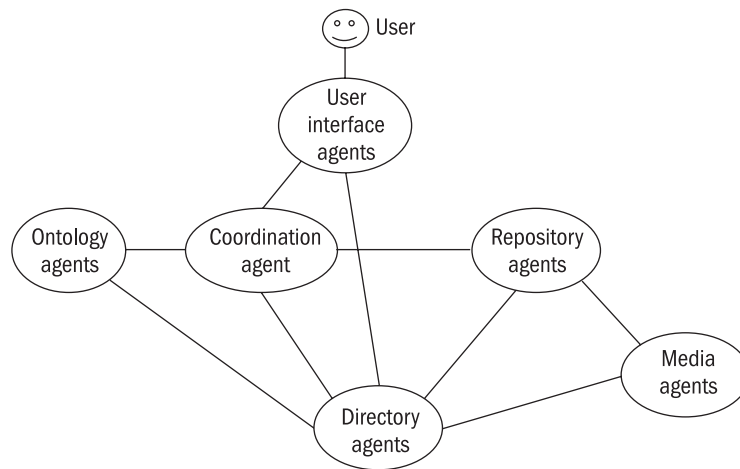 User
User
interface
agents
Ontology
agents
Coordination
agent
Repository
agents
Media
agents
Directory
agents